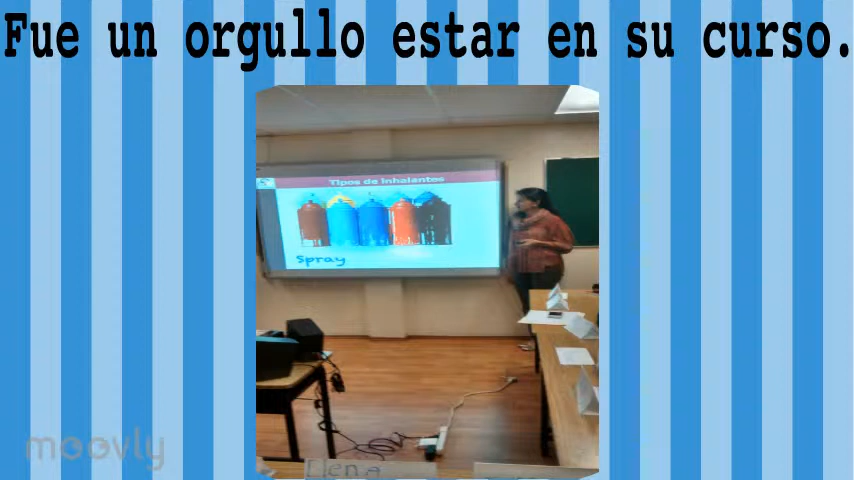 Fue un orgullo estar en su curso.
Tipos de Inhalantes
Spray
moovly
Elena